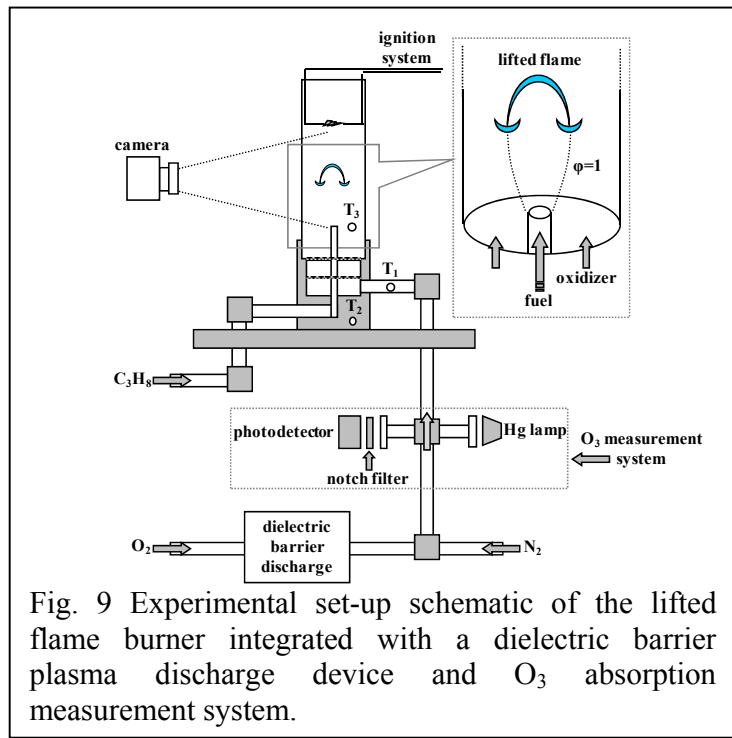 ignition
system
lifted flame
camera
φ=1
T₃
T₁
oxidizer
fuel
T₂
C₃H₈
photodetector
Hg lamp
O₃ measurement
system
notch filter
dielectric
barrier
discharge
O₂
N₂
Fig. 9 Experimental set-up schematic of the lifted
flame burner integrated with a dielectric barrier
plasma discharge device and O₃ absorption
measurement system.